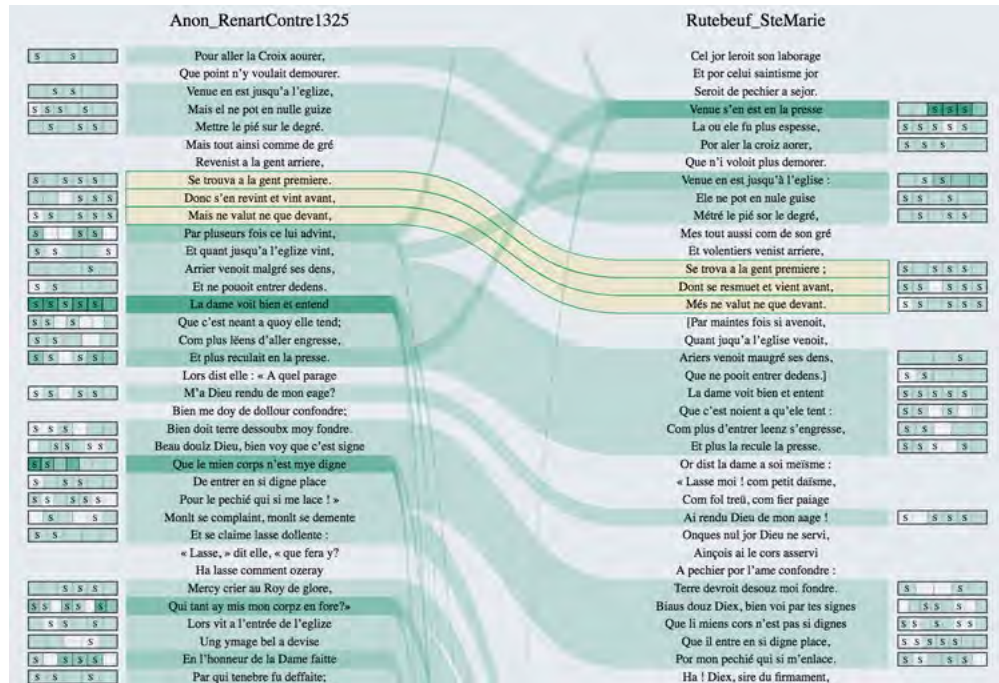 Anon_RenartContre1325
Pour aller la Croix aourer,
Que point n'y voulait demourer.
Venue en est jusqu'a l'eglize,
Mais el ne pot en nulle guize
Mettre le pié sur le degré.
Mais tout ainsi comme de gré
Revenist a la gent arriere,
Se trouva a la gent premiere.
Donc s'en revint et vint avant,
Mais ne valut ne que devant,
Par pluseurs fois ce lui advint,
Et quant jusqu'a l'eglize vint,
Arrier venoit malgré ses dens,
Et ne pouoit entrer dedens.
La dame voit bien et entend
Que c'est neant a quoy elle tend;
Com plus lëens d'aller engresse,
Et plus reculait en la presse.
Lors dist elle : « A quel parage
M'a Dieu rendu de mon eage?
Bien me doy de dollour confondre;
Bien doit terre dessoubx moy fondre.
Beau doulz Dieu, bien voy que c'est signe
Que le mien corps n'est mye digne
De entrer en si digne place
Pour le pechié qui si me lace ! »
Monlt se complaint, monlt se demente
Et se claime lasse dollente :
« Lasse, » dit elle, « que fera y?
Ha lasse comment ozeray
Mercy crier au Roy de glore,
Qui tant ay mis mon corpz en fore?»
Lors vit a l'entrée de l'eglize
Ung ymage bel a devise
En l'honneur de la Dame faitte
Par qui tenebre fu deffaite;
Rutebeuf_SteMarie
Cel jor leroit son laborage
Et por celui saintisme jor
Seroit de pechier a sejor.
Venue s'en est en la presse
La ou ele fu plus espesse,
Por aler la croiz aorer,
Que n'i voloit plus demorer.
Venue en est jusqu'à l'eglise :
Ele ne pot en nule guise
Métré le pié sor le degré,
Mes tout aussi com de son gré
Et volentiers venist arriere,
Se trova a la gent premiere ;
Dont se resmuet et vient avant,
Més ne valut ne que devant.
[Par maintes fois si avenoit,
Quant juqu'a l'eglise venoit,
Ariers venoit maugré ses dens,
Que ne pooit entrer dedens.]
La dame voit bien et entent
Que c'est noient a qu'ele tent :
Com plus d'entrer leenz s'engresse,
Et plus la recule la presse.
Or dist la dame a soi meïsme :
« Lasse moi ! com petit daïsme,
Com fol treü, com fier paiage
Ai rendu Dieu de mon aage !
Onques nul jor Dieu ne servi,
Ainçois ai le cors asservi
A pechier por l'ame confondre :
Terre devroit desouz moi fondre.
Biaus douz Diex, bien voi par tes signes
Que li miens cors n'est pas si dignes
Que il entre en si digne place,
Por mon pechié qui si m'enlace.
Ha ! Diex, sire du firmament,